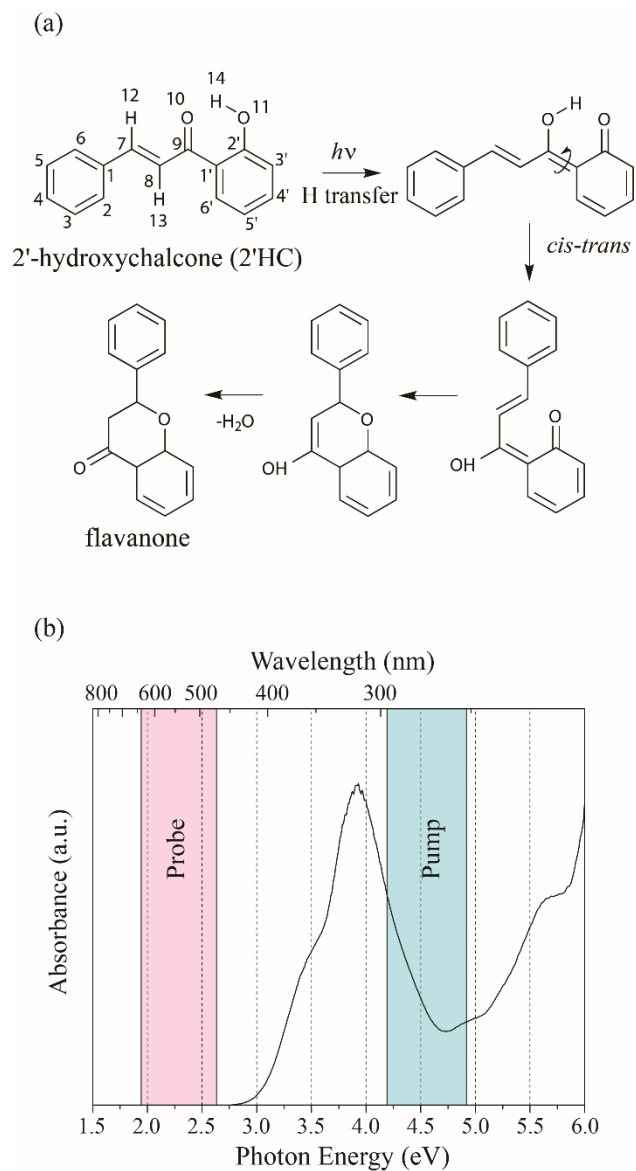 (a)
14
H
12
H
10
O
11
O
6
7
9
2'
3'
5
1
8
1'
4'
4
H
13
6'
5'
3
2
2'-hydroxychalcone (2'HC)
hν
H transfer
O
H
O
cis-trans
O
O
flavanone
-H₂O
O
OH
O
OH
(b)
Wavelength (nm)
800 600 500 400 300
Absorbance (a.u.)
Probe
Pump
1.5 2.0 2.5 3.0 3.5 4.0 4.5 5.0 5.5 6.0
Photon Energy (eV)